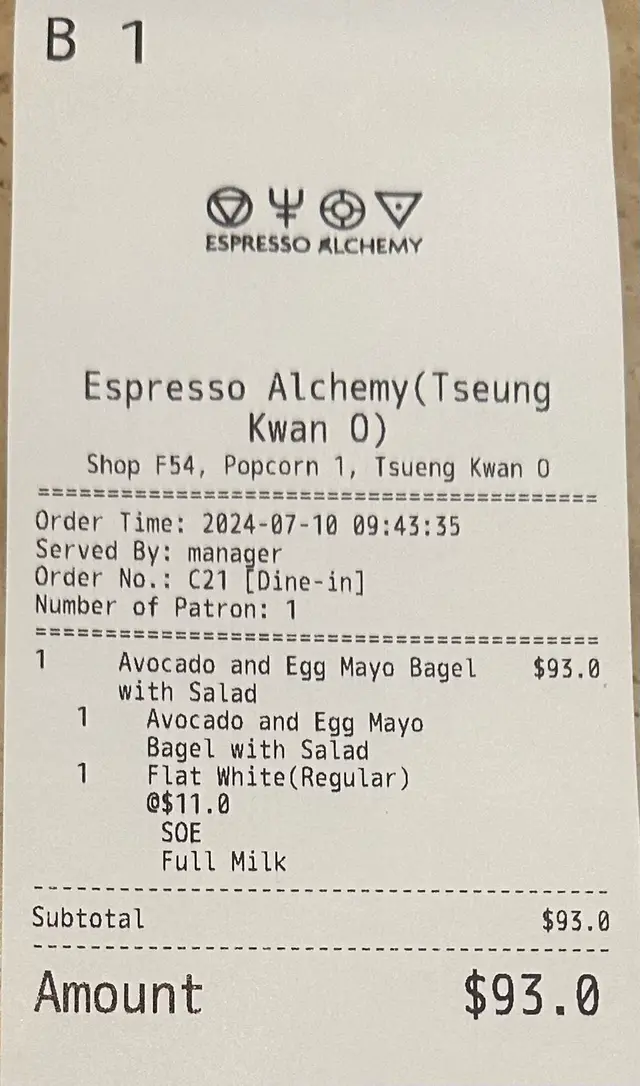 B 1
ESPRESSO ALCHEMY
Espresso Alchemy(Tseung
Kwan O)
Shop F54, Popcorn 1, Tsueng Kwan O
========================================
Order Time: 2024-07-10 09:43:35
Served By: manager
Order No.: C21 [Dine-in]
Number of Patron: 1
========================================
1 Avocado and Egg Mayo Bagel $93.0
with Salad
1 Avocado and Egg Mayo
Bagel with Salad
1 Flat White(Regular)
@$11.0
SOE
Full Milk
----------------------------------------
Subtotal $93.0
----------------------------------------
Amount $93.0